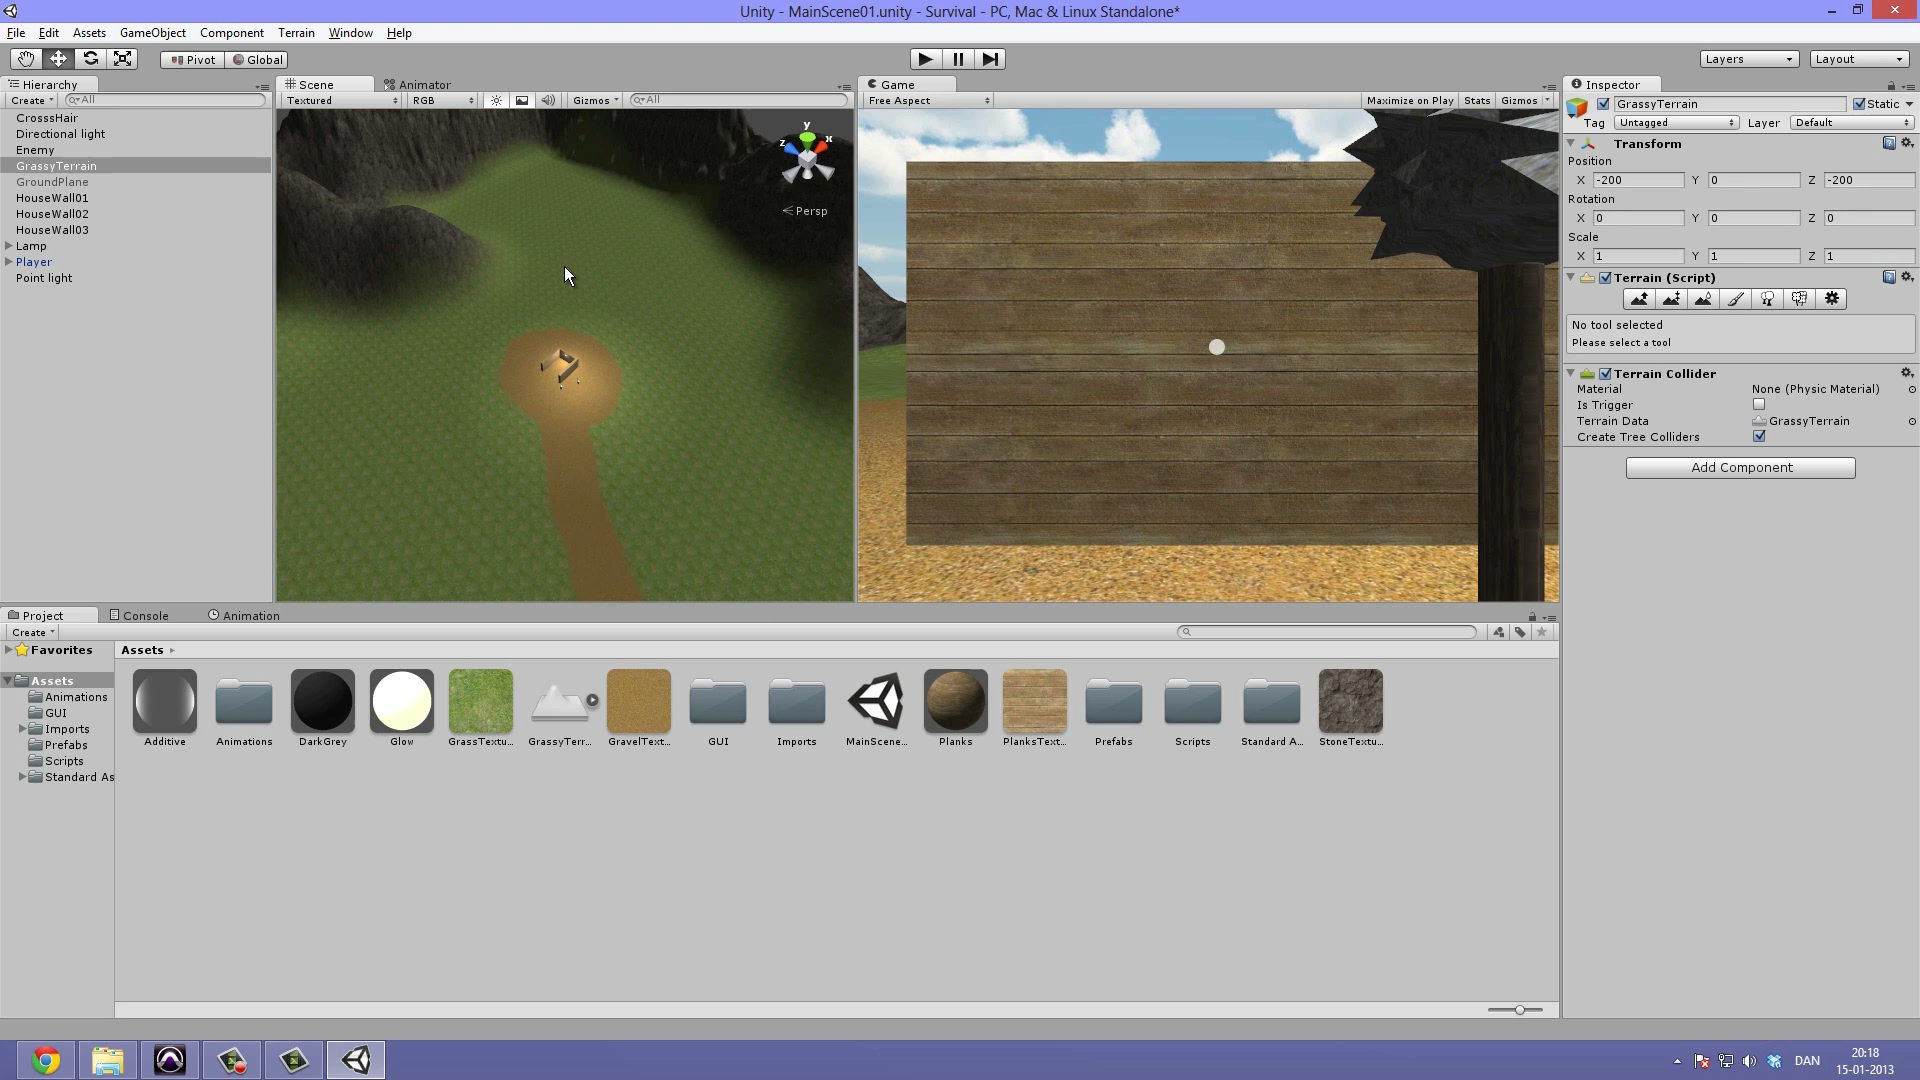 Unity - MainScene01.unity - Survival - PC, Mac & Linux Standalone*
File Edit Assets GameObject Component Terrain Window Help
Pivot Global Layers Layout
Hierarchy
Create All
CrosssHair
Directional light
Enemy
GrassyTerrain
GroundPlane
HouseWall01
HouseWall02
HouseWall03
Lamp
Player
Point light
Scene Animator
Textured RGB Gizmos All
y
x
z
Persp
Game
Free Aspect Maximize on Play Stats Gizmos
Inspector
GrassyTerrain Static
Tag Untagged Layer Default
Transform
Position
X -200 Y 0 Z -200
Rotation
X 0 Y 0 Z 0
Scale
X 1 Y 1 Z 1
Terrain (Script)
No tool selected
Please select a tool
Terrain Collider
Material None (Physic Material)
Is Trigger
Terrain Data GrassyTerrain
Create Tree Colliders
Add Component
Project Console Animation
Create
Favorites
Assets
Animations
GUI
Imports
Prefabs
Scripts
Standard As
Assets
Additive Animations DarkGrey Glow GrassTextu... GrassyTerr... GravelText... GUI Imports MainScene... Planks PlanksText... Prefabs Scripts Standard A... StoneTextu...
DAN
20:18
15-01-2013